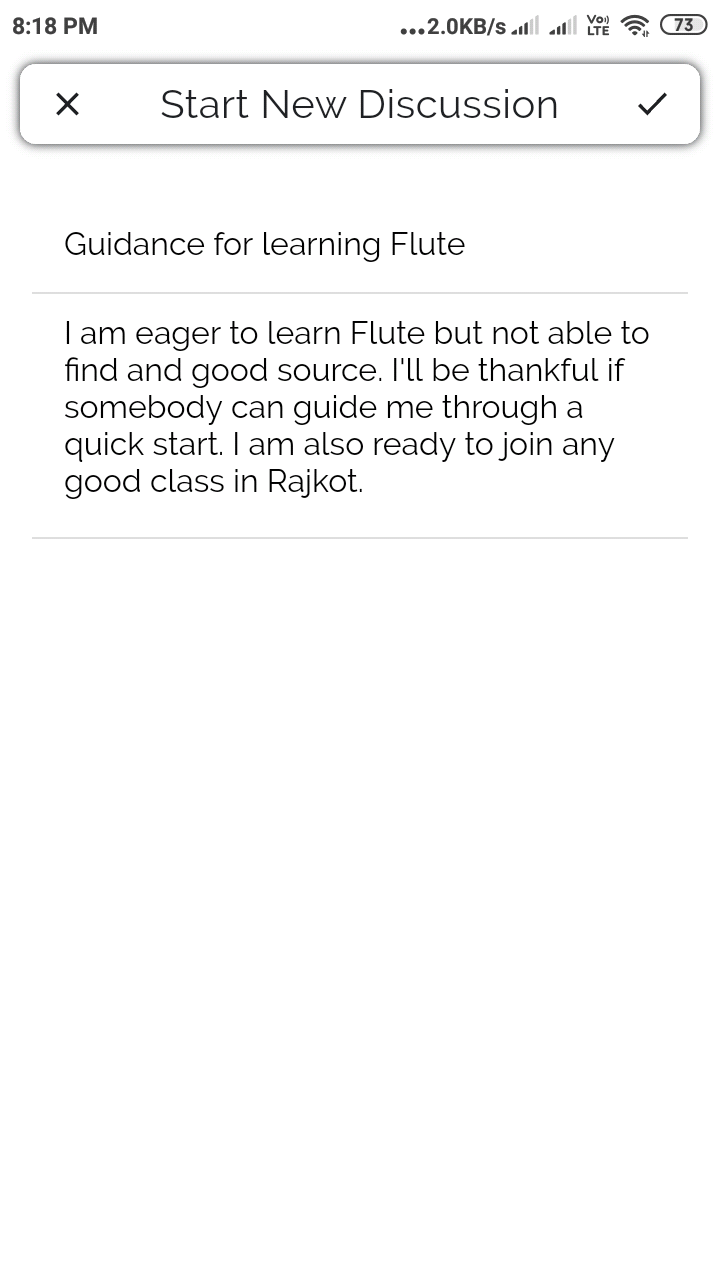 8:18 PM
...2.0KB/s Vo) LTE 73
Start New Discussion
Guidance for learning Flute
I am eager to learn Flute but not able to
find and good source. I'll be thankful if
somebody can guide me through a
quick start. I am also ready to join any
good class in Rajkot.